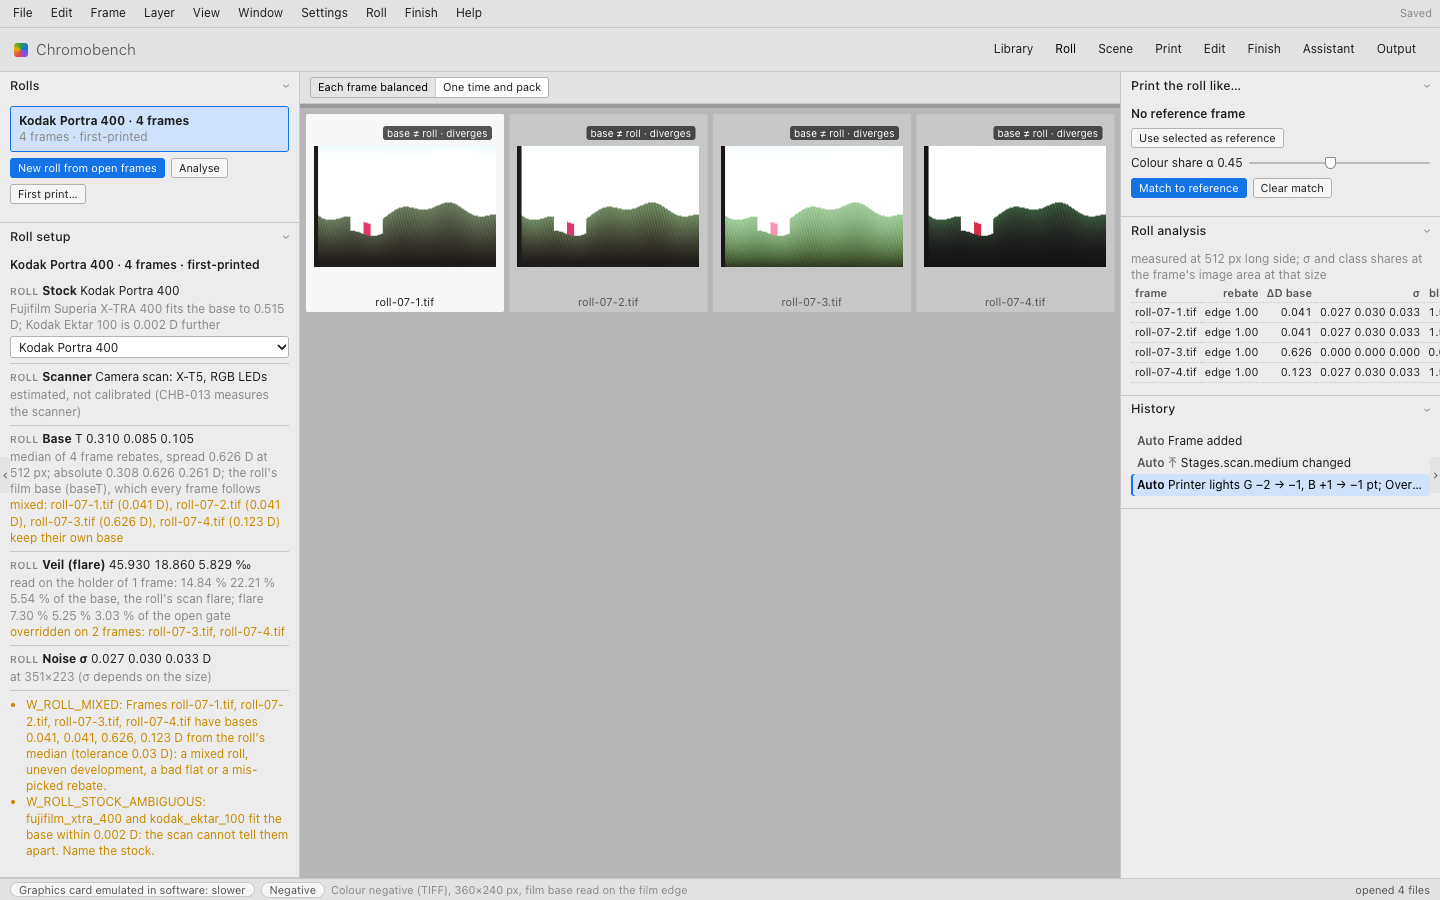 File Edit Frame Layer View Window Settings Roll Finish Help Saved
Chromobench Library Roll Scene Print Edit Finish Assistant Output
Rolls
Kodak Portra 400 · 4 frames
4 frames · first-printed
New roll from open frames Analyse
First print...
Roll setup
Kodak Portra 400 · 4 frames · first-printed
ROLL Stock Kodak Portra 400
Fujifilm Superia X-TRA 400 fits the base to 0.515
D; Kodak Ektar 100 is 0.002 D further
Kodak Portra 400
ROLL Scanner Camera scan: X-T5, RGB LEDs
estimated, not calibrated (CHB-013 measures
the scanner)
ROLL Base T 0.310 0.085 0.105
median of 4 frame rebates, spread 0.626 D at
512 px; absolute 0.308 0.626 0.261 D; the roll's
film base (baseT), which every frame follows
mixed: roll-07-1.tif (0.041 D), roll-07-2.tif (0.041
D), roll-07-3.tif (0.626 D), roll-07-4.tif (0.123 D)
keep their own base
ROLL Veil (flare) 45.930 18.860 5.829 ‰
read on the holder of 1 frame: 14.84 % 22.21 %
5.54 % of the base, the roll's scan flare; flare
7.30 % 5.25 % 3.03 % of the open gate
overridden on 2 frames: roll-07-3.tif, roll-07-4.tif
ROLL Noise σ 0.027 0.030 0.033 D
at 351×223 (σ depends on the size)
• W_ROLL_MIXED: Frames roll-07-1.tif, roll-07-
2.tif, roll-07-3.tif, roll-07-4.tif have bases
0.041, 0.041, 0.626, 0.123 D from the roll's
median (tolerance 0.03 D): a mixed roll,
uneven development, a bad flat or a mis-
picked rebate.
• W_ROLL_STOCK_AMBIGUOUS:
fujifilm_xtra_400 and kodak_ektar_100 fit the
base within 0.002 D: the scan cannot tell them
apart. Name the stock.
Each frame balanced One time and pack
base ≠ roll · diverges base ≠ roll · diverges base ≠ roll · diverges base ≠ roll · diverges
roll-07-1.tif roll-07-2.tif roll-07-3.tif roll-07-4.tif
Print the roll like...
No reference frame
Use selected as reference
Colour share α 0.45
Match to reference Clear match
Roll analysis
measured at 512 px long side; σ and class shares at
the frame's image area at that size
frame rebate ΔD base σ
roll-07-1.tif edge 1.00 0.041 0.027 0.030 0.033
roll-07-2.tif edge 1.00 0.041 0.027 0.030 0.033
roll-07-3.tif edge 1.00 0.626 0.000 0.000 0.000
roll-07-4.tif edge 1.00 0.123 0.027 0.030 0.033
History
Auto Frame added
Auto Stages.scan.medium changed
Auto Printer lights G −2 → −1, B +1 → −1 pt; Over...
Graphics card emulated in software: slower Negative Colour negative (TIFF), 360×240 px, film base read on the film edge opened 4 files